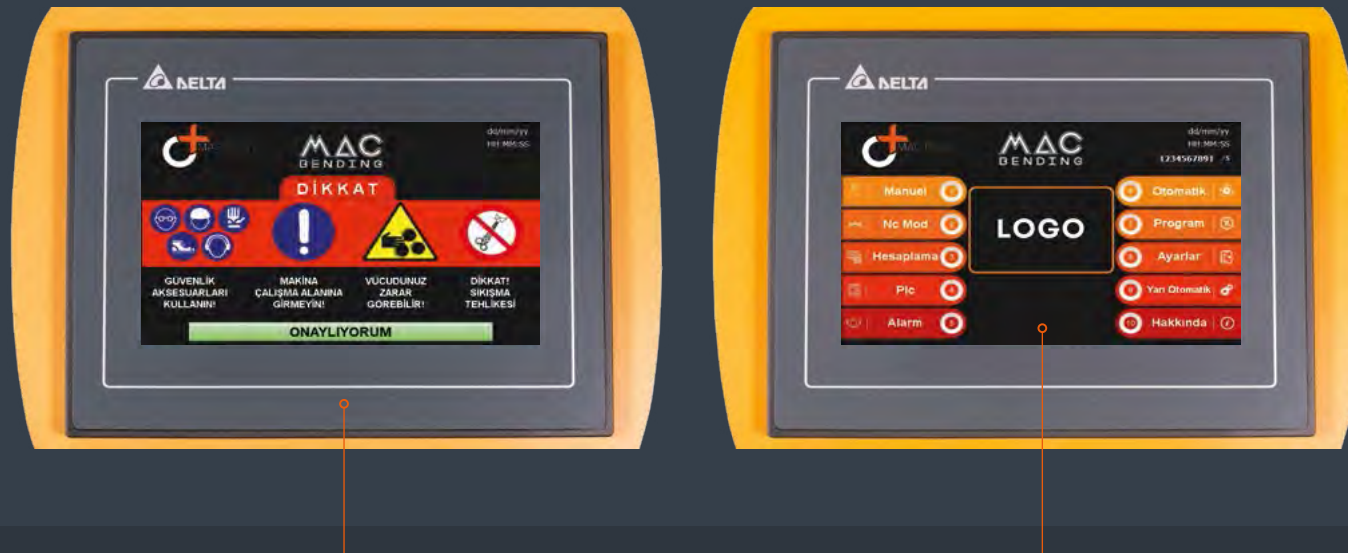 DELTA
MAC
BENDING
dd/mm/yy
HH:MM:SS
DİKKAT
GÜVENLİK
AKSESUARLARI
KULLANIN!
MAKİNA
ÇALIŞMA ALANINA
GİRMEYİN!
VÜCUDUNUZ
ZARAR
GÖREBİLİR!
DİKKAT!
SIKIŞMA
TEHLİKESİ
ONAYLIYORUM
DELTA
MAC
BENDING
dd/mm/yy
HH:MM:SS
1234567891
Manuel
Nc Mod
Hesaplama
Plc
Alarm
LOGO
Otomatik
Program
Ayarlar
Yarı Otomatik
10 Hakkında